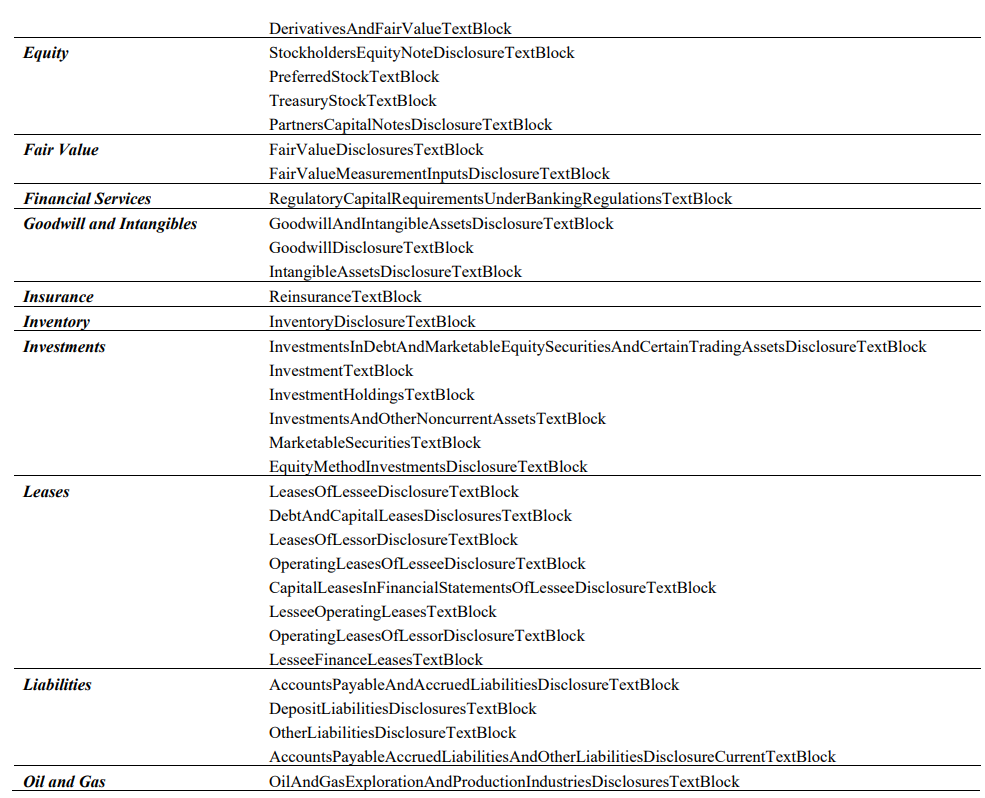 DerivativesAndFairValueTextBlock
Equity StockholdersEquityNoteDisclosureTextBlock
PreferredStockTextBlock
TreasuryStockTextBlock
PartnersCapitalNotesDisclosureTextBlock
Fair Value FairValueDisclosuresTextBlock
FairValueMeasurementInputsDisclosureTextBlock
Financial Services RegulatoryCapitalRequirementsUnderBankingRegulationsTextBlock
Goodwill and Intangibles GoodwillAndIntangibleAssetsDisclosureTextBlock
GoodwillDisclosureTextBlock
IntangibleAssetsDisclosureTextBlock
Insurance ReinsuranceTextBlock
Inventory InventoryDisclosureTextBlock
Investments InvestmentsInDebtAndMarketableEquitySecuritiesAndCertainTradingAssetsDisclosureTextBlock
InvestmentTextBlock
InvestmentHoldingsTextBlock
InvestmentsAndOtherNoncurrentAssetsTextBlock
MarketableSecuritiesTextBlock
EquityMethodInvestmentsDisclosureTextBlock
Leases LeasesOfLesseeDisclosureTextBlock
DebtAndCapitalLeasesDisclosuresTextBlock
LeasesOfLessorDisclosureTextBlock
OperatingLeasesOfLesseeDisclosureTextBlock
CapitalLeasesInFinancialStatementsOfLesseeDisclosureTextBlock
LesseeOperatingLeasesTextBlock
OperatingLeasesOfLessorDisclosureTextBlock
LesseeFinanceLeasesTextBlock
Liabilities AccountsPayableAndAccruedLiabilitiesDisclosureTextBlock
DepositLiabilitiesDisclosuresTextBlock
OtherLiabilitiesDisclosureTextBlock
AccountsPayableAccruedLiabilitiesAndOtherLiabilitiesDisclosureCurrentTextBlock
Oil and Gas OilAndGasExplorationAndProductionIndustriesDisclosuresTextBlock